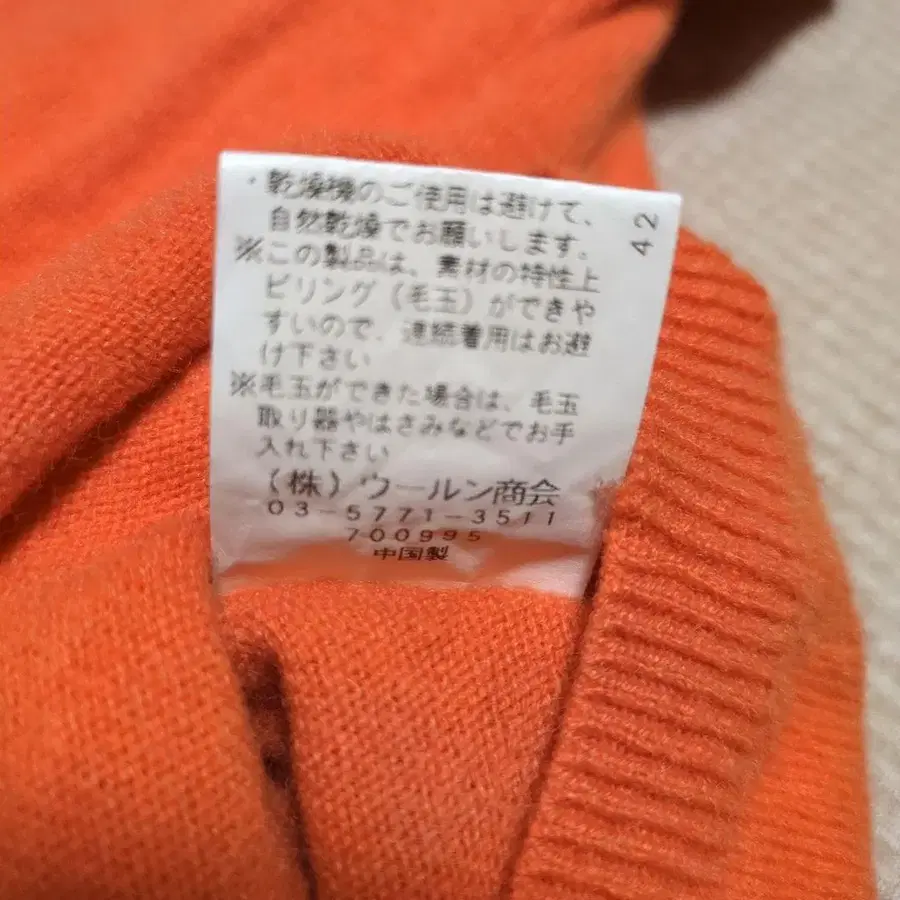 ・乾燥機のご使用は避けて、
自然乾燥でお願いします。
※この製品は、素材の特性上
ピリング（毛玉）ができや
すいので、連続着用はお避
け下さい
※毛玉ができた場合は、毛玉
取り器やはさみなどでお手
入れ下さい
（株）ウールン商会
03-5771-3511
700995
中国製
42